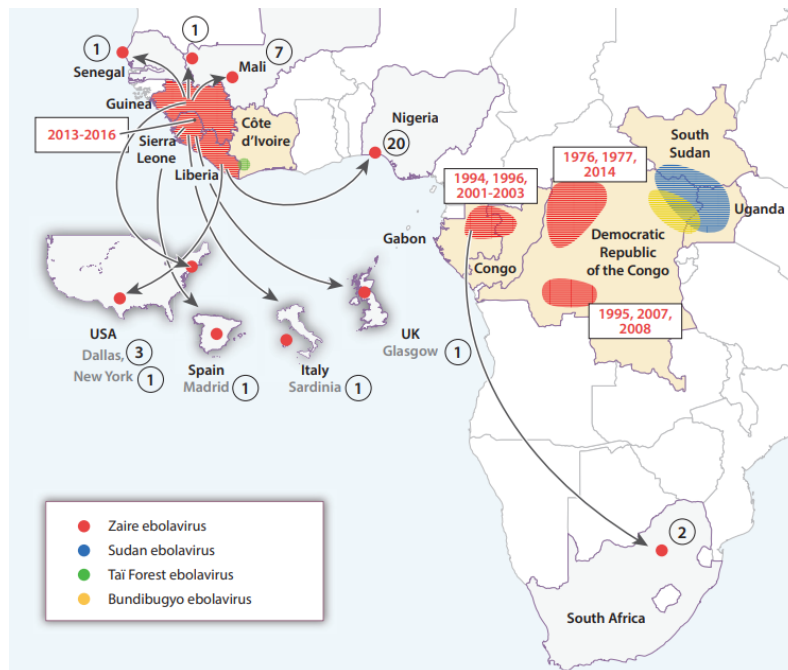 1
1
7
Senegal
Mali
Guinea
2013-2016
Sierra
Leone
Côte
d'Ivoire
Liberia
Nigeria
20
South
Sudan
1976, 1977,
2014
1994, 1996,
2001-2003
Uganda
Gabon
Democratic
Republic
of the Congo
Congo
1995, 2007,
2008
USA
Dallas, 3
New York 1
Spain
Madrid 1
Italy
Sardinia 1
UK
Glasgow 1
Zaire ebolavirus
Sudan ebolavirus
Taï Forest ebolavirus
Bundibugyo ebolavirus
2
South Africa